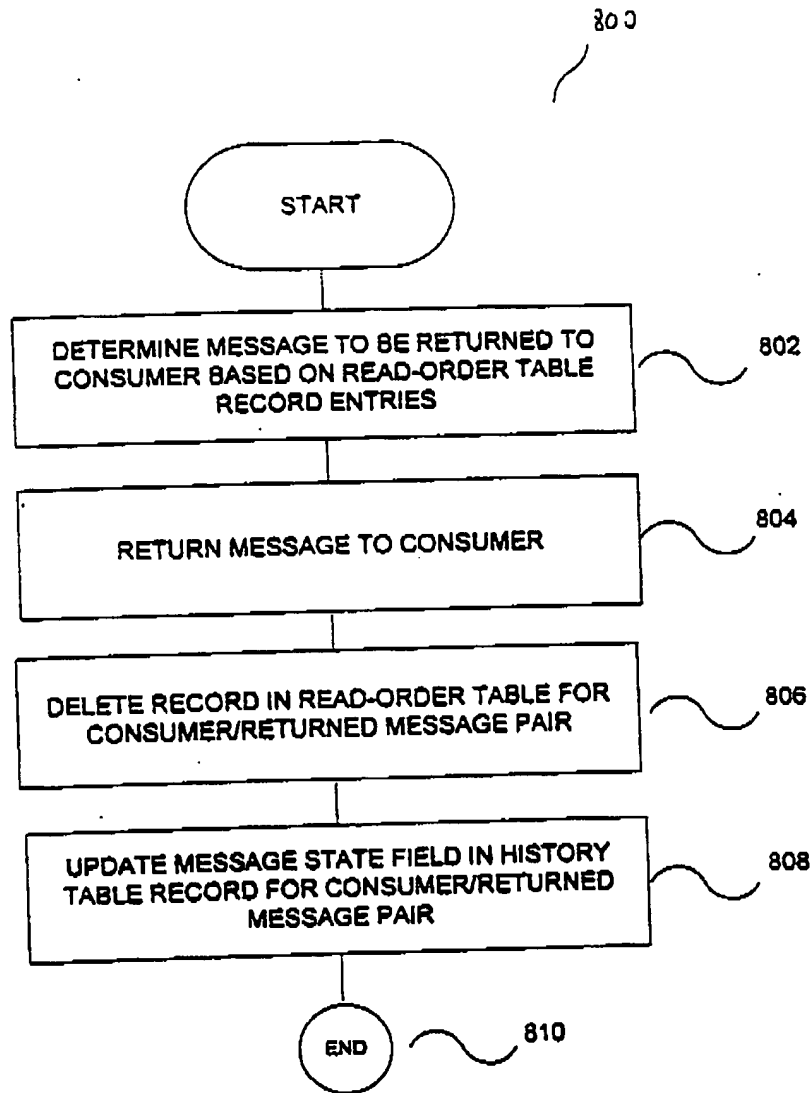 800
START
DETERMINE MESSAGE TO BE RETURNED TO
CONSUMER BASED ON READ-ORDER TABLE
RECORD ENTRIES
802
RETURN MESSAGE TO CONSUMER
804
DELETE RECORD IN READ-ORDER TABLE FOR
CONSUMER/RETURNED MESSAGE PAIR
806
UPDATE MESSAGE STATE FIELD IN HISTORY
TABLE RECORD FOR CONSUMER/RETURNED
MESSAGE PAIR
808
END
810